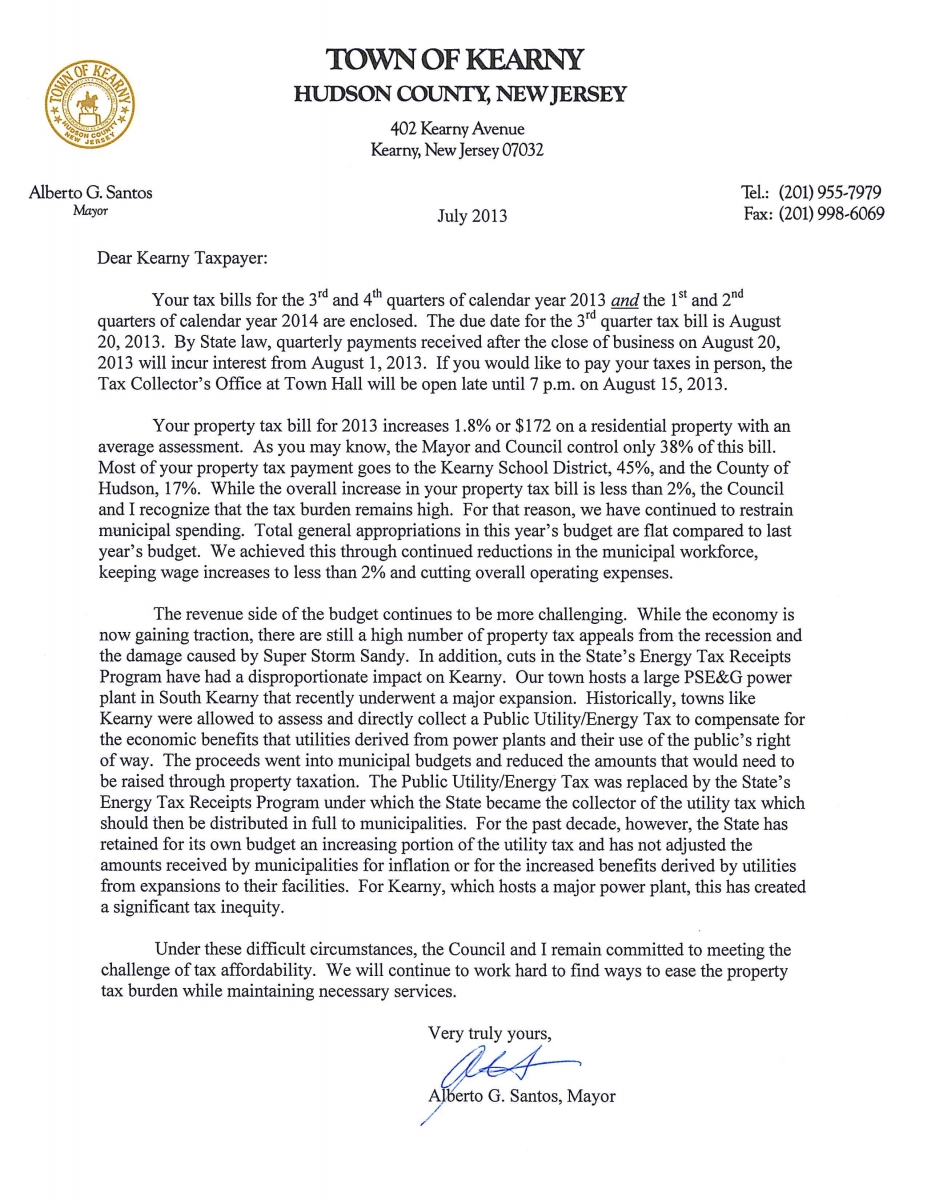 TOWN OF KEARNY
HUDSON COUNTY, NEW JERSEY
402 Kearny Avenue
Kearny, New Jersey 07032
TOWN OF KEARNY
HUDSON COUNTY
NEW JERSEY
Alberto G. Santos
Mayor
Tel.: (201) 955-7979
Fax: (201) 998-6069
July 2013
Dear Kearny Taxpayer:
Your tax bills for the 3rd and 4th quarters of calendar year 2013 and the 1st and 2nd
quarters of calendar year 2014 are enclosed. The due date for the 3rd quarter tax bill is August
20, 2013. By State law, quarterly payments received after the close of business on August 20,
2013 will incur interest from August 1, 2013. If you would like to pay your taxes in person, the
Tax Collector's Office at Town Hall will be open late until 7 p.m. on August 15, 2013.
Your property tax bill for 2013 increases 1.8% or $172 on a residential property with an
average assessment. As you may know, the Mayor and Council control only 38% of this bill.
Most of your property tax payment goes to the Kearny School District, 45%, and the County of
Hudson, 17%. While the overall increase in your property tax bill is less than 2%, the Council
and I recognize that the tax burden remains high. For that reason, we have continued to restrain
municipal spending. Total general appropriations in this year's budget are flat compared to last
year's budget. We achieved this through continued reductions in the municipal workforce,
keeping wage increases to less than 2% and cutting overall operating expenses.
The revenue side of the budget continues to be more challenging. While the economy is
now gaining traction, there are still a high number of property tax appeals from the recession and
the damage caused by Super Storm Sandy. In addition, cuts in the State's Energy Tax Receipts
Program have had a disproportionate impact on Kearny. Our town hosts a large PSE&G power
plant in South Kearny that recently underwent a major expansion. Historically, towns like
Kearny were allowed to assess and directly collect a Public Utility/Energy Tax to compensate for
the economic benefits that utilities derived from power plants and their use of the public's right
of way. The proceeds went into municipal budgets and reduced the amounts that would need to
be raised through property taxation. The Public Utility/Energy Tax was replaced by the State's
Energy Tax Receipts Program under which the State became the collector of the utility tax which
should then be distributed in full to municipalities. For the past decade, however, the State has
retained for its own budget an increasing portion of the utility tax and has not adjusted the
amounts received by municipalities for inflation or for the increased benefits derived by utilities
from expansions to their facilities. For Kearny, which hosts a major power plant, this has created
a significant tax inequity.
Under these difficult circumstances, the Council and I remain committed to meeting the
challenge of tax affordability. We will continue to work hard to find ways to ease the property
tax burden while maintaining necessary services.
Very truly yours,
Alberto G. Santos, Mayor